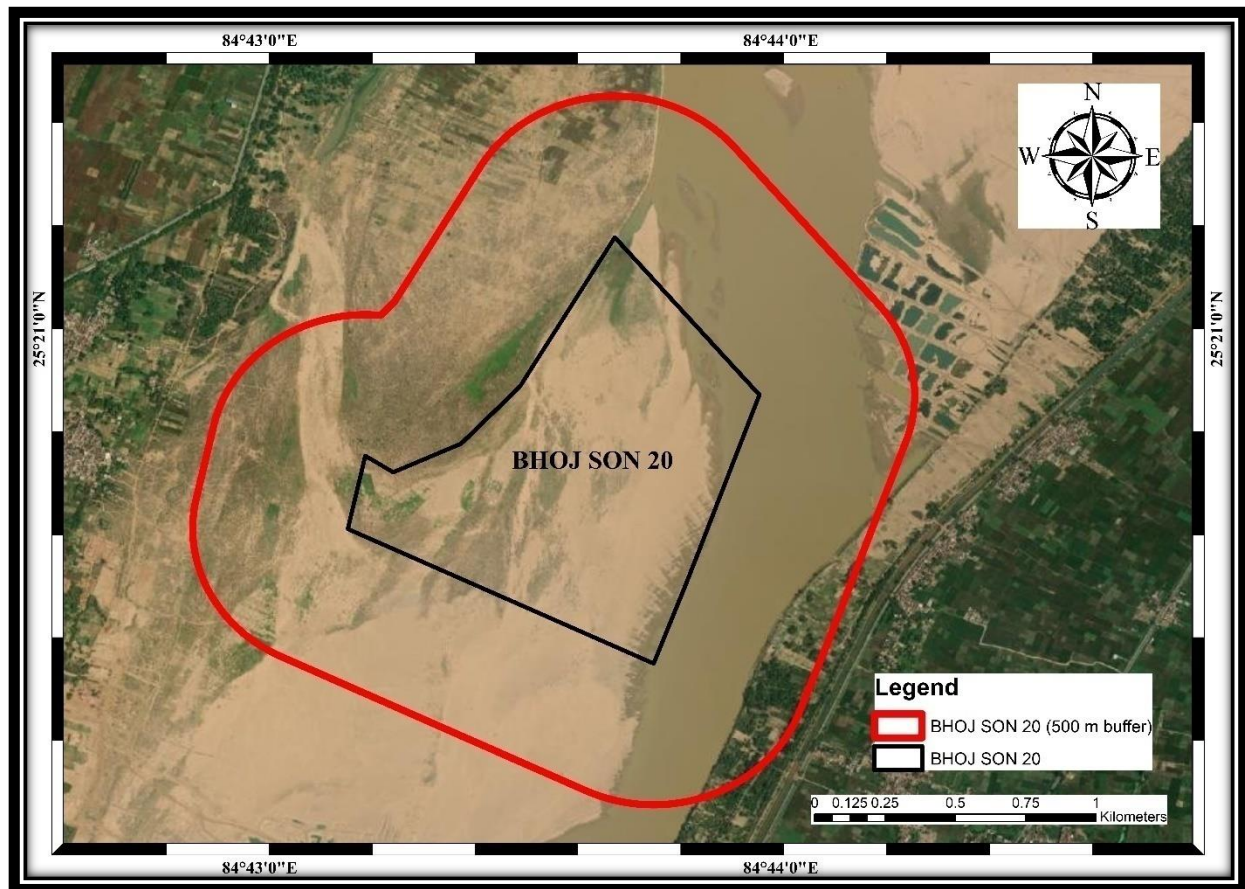 84°43'0"E 84°44'0"E
N
W E
S
25°21'0"N 25°21'0"N
BHOJ SON 20
Legend
BHOJ SON 20 (500 m buffer)
BHOJ SON 20
0 0.125 0.25 0.5 0.75 1
Kilometers
84°43'0"E 84°44'0"E